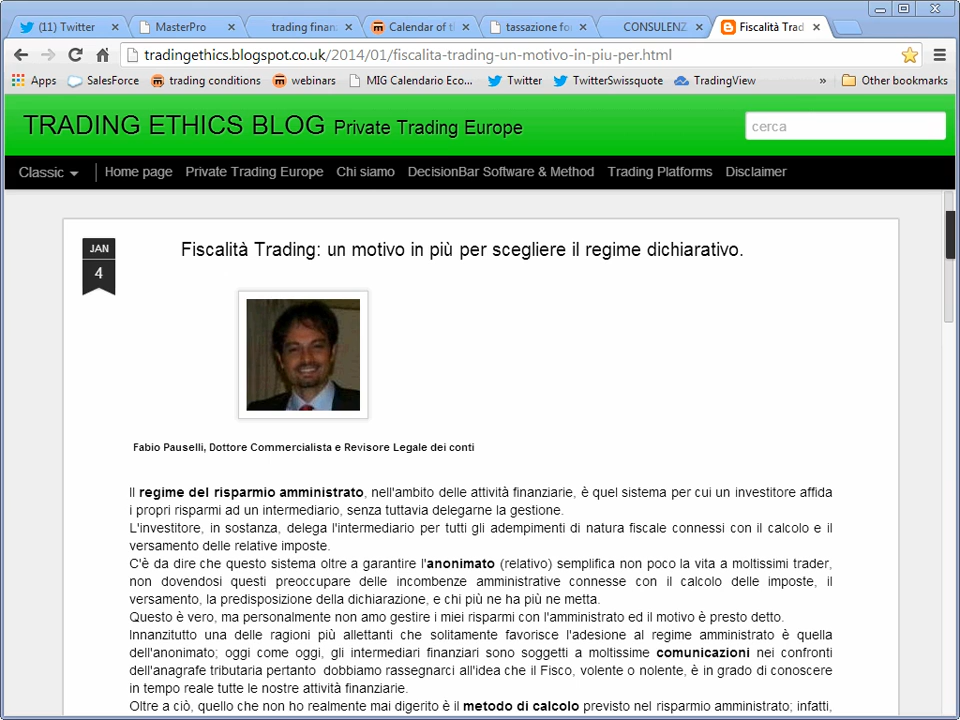 (11) Twitter
MasterPro
trading finan
Calendar of t
tassazione fo
CONSULENZ
Fiscalità Trad
tradingethics.blogspot.co.uk/2014/01/fiscalita-trading-un-motivo-in-piu-per.html
Apps SalesForce trading conditions webinars MIG Calendario Eco... Twitter TwitterSwissquote TradingView » Other bookmarks
TRADING ETHICS BLOG Private Trading Europe
cerca
Classic Home page Private Trading Europe Chi siamo DecisionBar Software & Method Trading Platforms Disclaimer
JAN
4
Fiscalità Trading: un motivo in più per scegliere il regime dichiarativo.
Fabio Pauselli, Dottore Commercialista e Revisore Legale dei conti
Il regime del risparmio amministrato, nell'ambito delle attività finanziarie, è quel sistema per cui un investitore affida
i propri risparmi ad un intermediario, senza tuttavia delegarne la gestione.
L'investitore, in sostanza, delega l'intermediario per tutti gli adempimenti di natura fiscale connessi con il calcolo e il
versamento delle relative imposte.
C'è da dire che questo sistema oltre a garantire l'anonimato (relativo) semplifica non poco la vita a moltissimi trader,
non dovendosi questi preoccupare delle incombenze amministrative connesse con il calcolo delle imposte, il
versamento, la predisposizione della dichiarazione, e chi più ne ha più ne metta.
Questo è vero, ma personalmente non amo gestire i miei risparmi con l'amministrato ed il motivo è presto detto.
Innanzitutto una delle ragioni più allettanti che solitamente favorisce l'adesione al regime amministrato è quella
dell'anonimato; oggi come oggi, gli intermediari finanziari sono soggetti a moltissime comunicazioni nei confronti
dell'anagrafe tributaria pertanto dobbiamo rassegnarci all'idea che il Fisco, volente o nolente, è in grado di conoscere
in tempo reale tutte le nostre attività finanziarie.
Oltre a ciò, quello che non ho realmente mai digerito è il metodo di calcolo previsto nel risparmio amministrato; infatti,